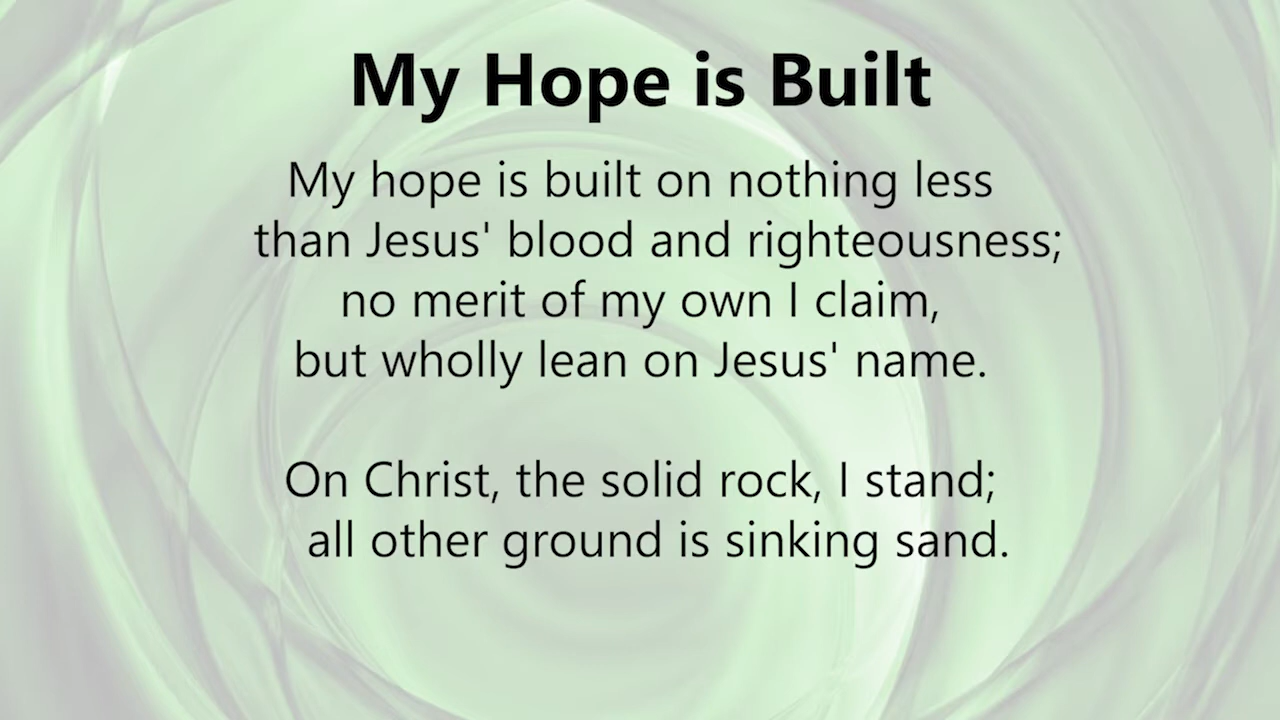 My Hope is Built
My hope is built on nothing less
than Jesus' blood and righteousness;
no merit of my own I claim,
but wholly lean on Jesus' name.
On Christ, the solid rock, I stand;
all other ground is sinking sand.